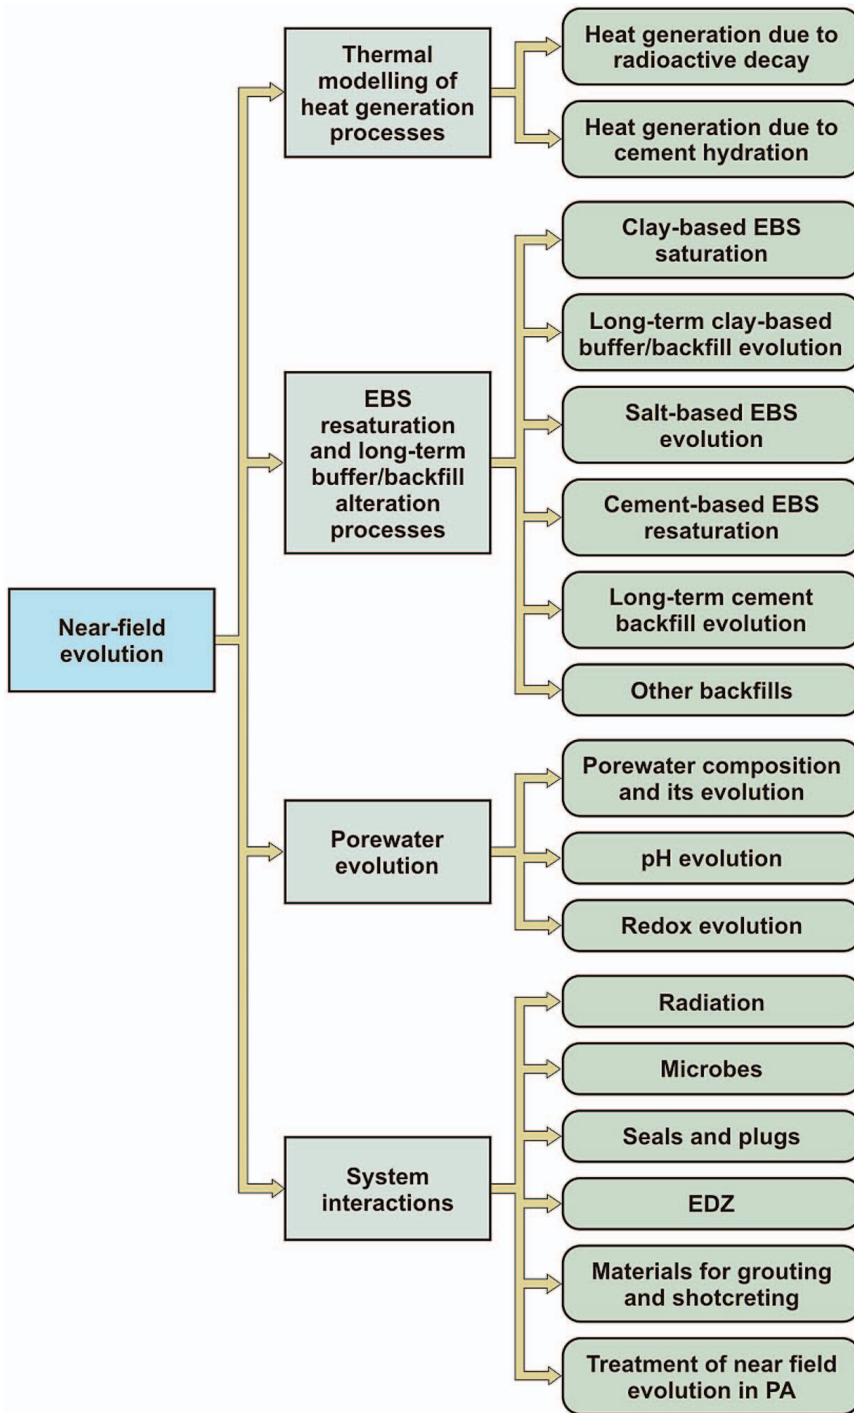 Near-field
evolution
Thermal
modelling of
heat generation
processes
Heat generation due to
radioactive decay
Heat generation due to
cement hydration
EBS
resaturation
and long-term
buffer/backfill
alteration
processes
Clay-based EBS
saturation
Long-term clay-based
buffer/backfill evolution
Salt-based EBS
evolution
Cement-based EBS
resaturation
Long-term cement
backfill evolution
Other backfills
Porewater
evolution
Porewater composition
and its evolution
pH evolution
Redox evolution
System
interactions
Radiation
Microbes
Seals and plugs
EDZ
Materials for grouting
and shotcreting
Treatment of near field
evolution in PA